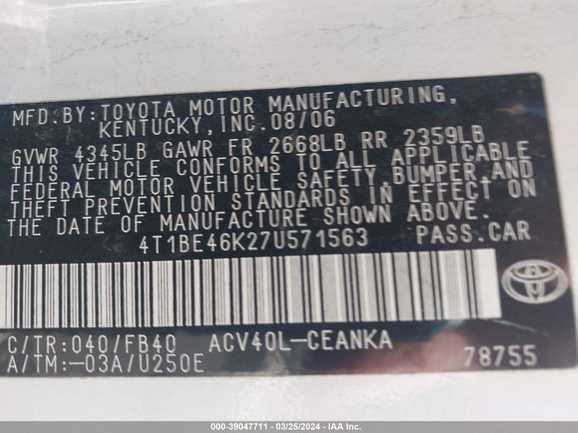 MFD.BY:TOYOTA MOTOR MANUFACTURING,
KENTUCKY,INC.08/06
GVWR 4345LB GAWR FR 2668LB RR 2359LB
THIS VEHICLE CONFORMS TO ALL APPLICABLE
FEDERAL MOTOR VEHICLE SAFETY,BUMPER,AND
THEFT PREVENTION STANDARDS IN EFFECT ON
THE DATE OF MANUFACTURE SHOWN ABOVE.
4T1BE46K27U571563 PASS.CAR
C/TR:040/FB40 ACV40L-CEANKA
A/TM:-03A/U250E 78755
© - 39047711 - 03/25/2024 - IAA Inc.